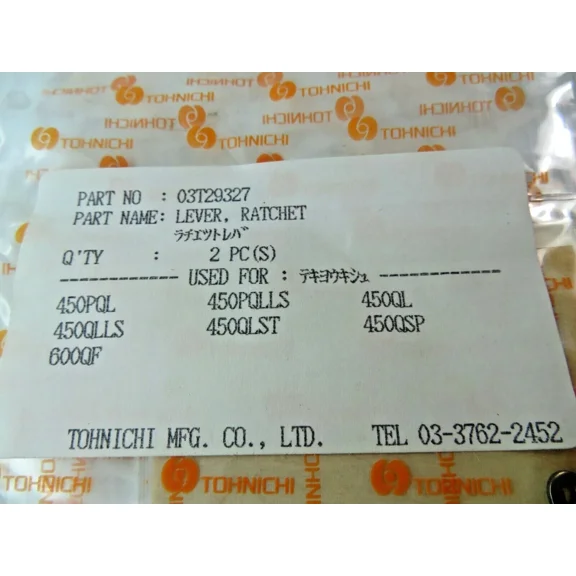 TOHNICHI
TOHNICHI
TOHNICHI
TOHNICHI
TOHNICHI
TOHNICHI
TOHNICHI
PART NO : 03T29327
PART NAME: LEVER, RATCHET
ラチエツトレバ
Q'TY : 2 PC(S)
------------ USED FOR : テキヨウキシュ -------------
450PQL 450PQLLS 450QL
450QLLS 450QLST 450QSP
600QF
TOHNICHI MFG. CO., LTD. TEL 03-3762-2452
TOHNICHI
TOHNICHI